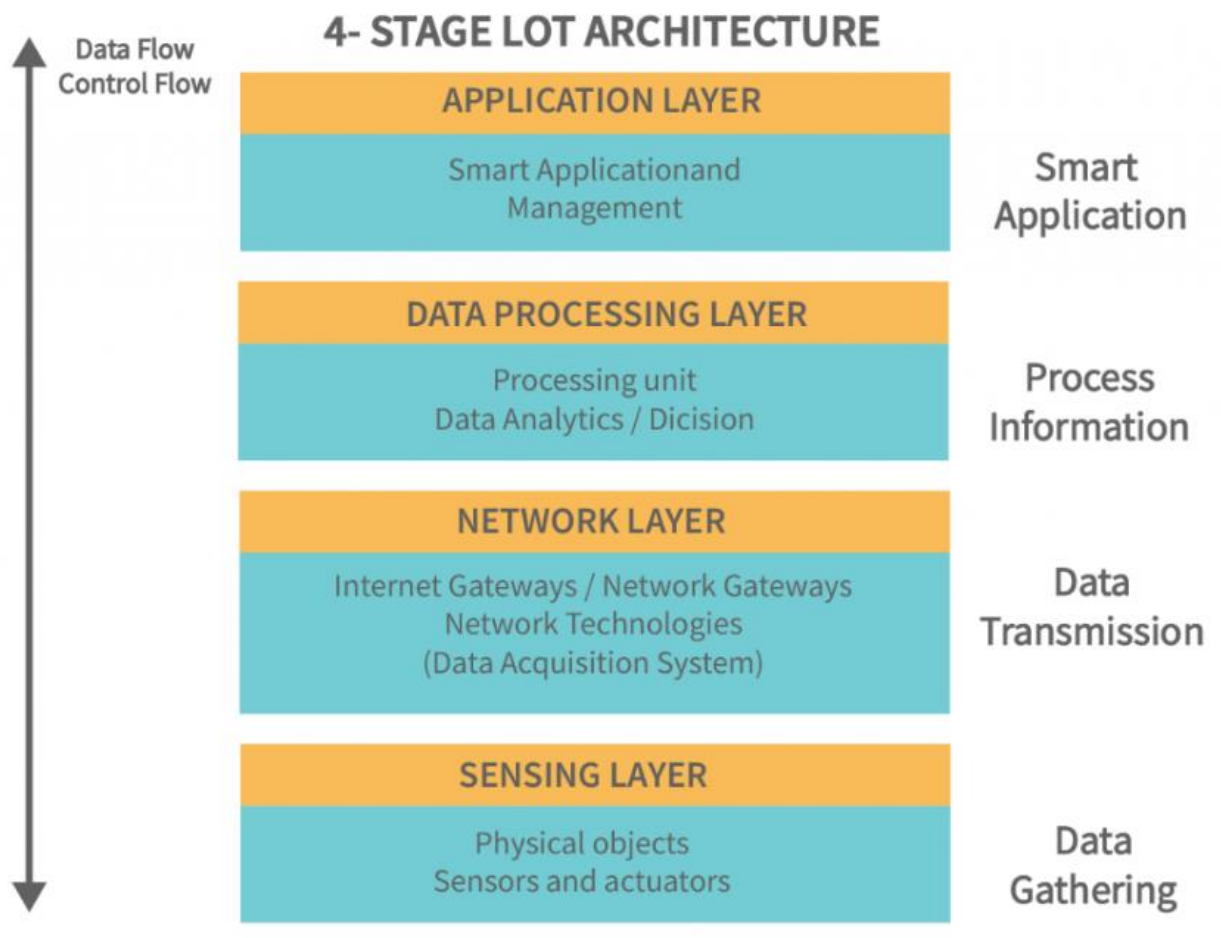 4- STAGE LOT ARCHITECTURE
Data Flow
Control Flow
APPLICATION LAYER
Smart Applicationand
Management
Smart
Application
DATA PROCESSING LAYER
Processing unit
Data Analytics / Dicision
Process
Information
NETWORK LAYER
Internet Gateways / Network Gateways
Network Technologies
(Data Acquisition System)
Data
Transmission
SENSING LAYER
Physical objects
Sensors and actuators
Data
Gathering